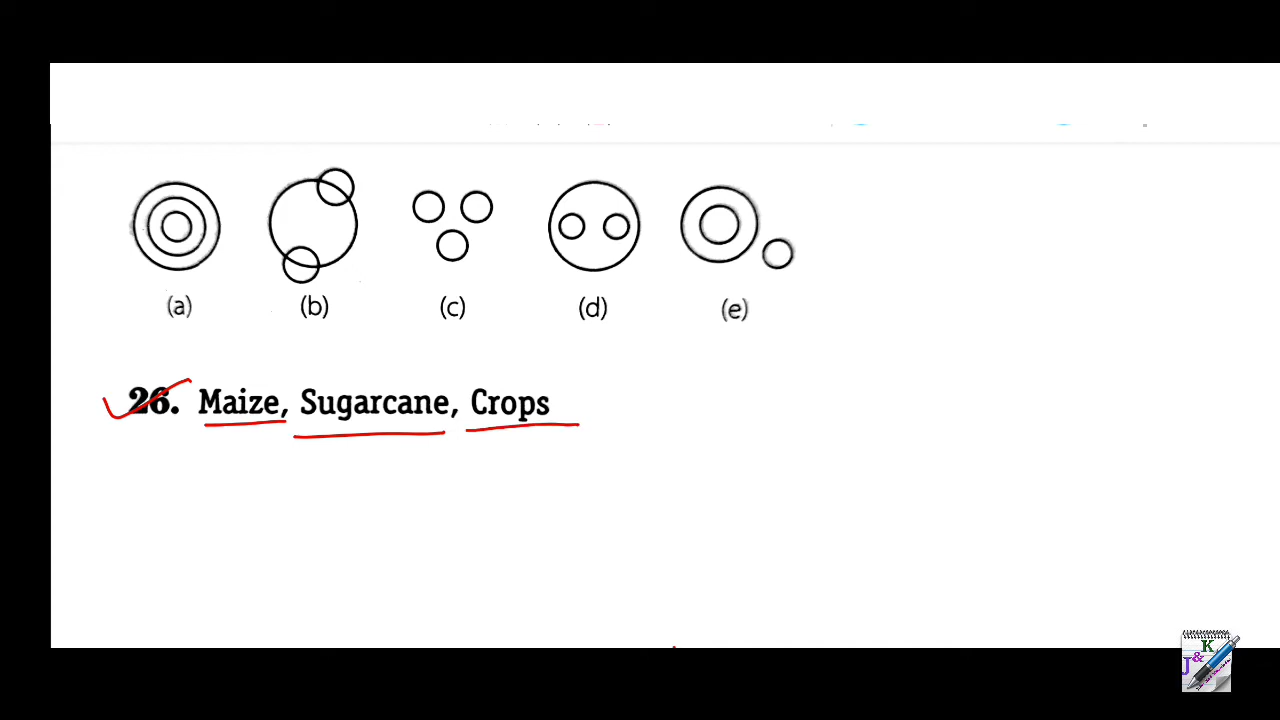 (a) (b) (c) (d) (e)
26. Maize, Sugarcane, Crops
J & K